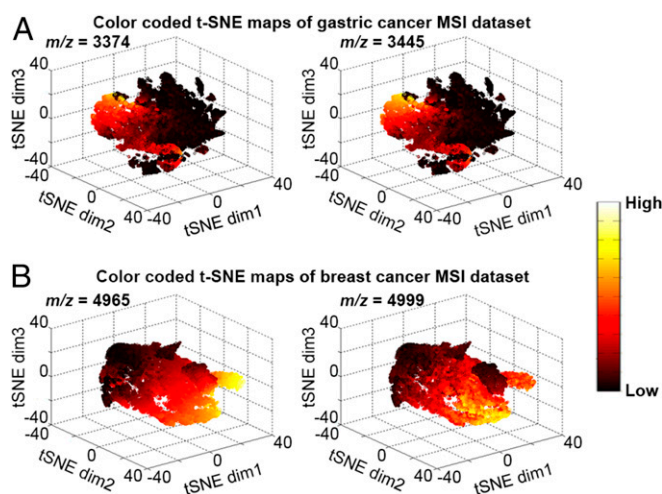 A
Color coded t-SNE maps of gastric cancer MSI dataset
m/z = 3374
m/z = 3445
40
0
-40
tSNE dim3
-40
0
40
tSNE dim2
-40
0
40
tSNE dim1
40
0
-40
tSNE dim3
-40
0
40
tSNE dim2
-40
0
40
tSNE dim1
B
Color coded t-SNE maps of breast cancer MSI dataset
m/z = 4965
m/z = 4999
40
0
-40
tSNE dim3
-40
0
40
tSNE dim2
-40
0
40
tSNE dim1
40
0
-40
tSNE dim3
-40
0
40
tSNE dim2
-40
0
40
tSNE dim1
High
Low